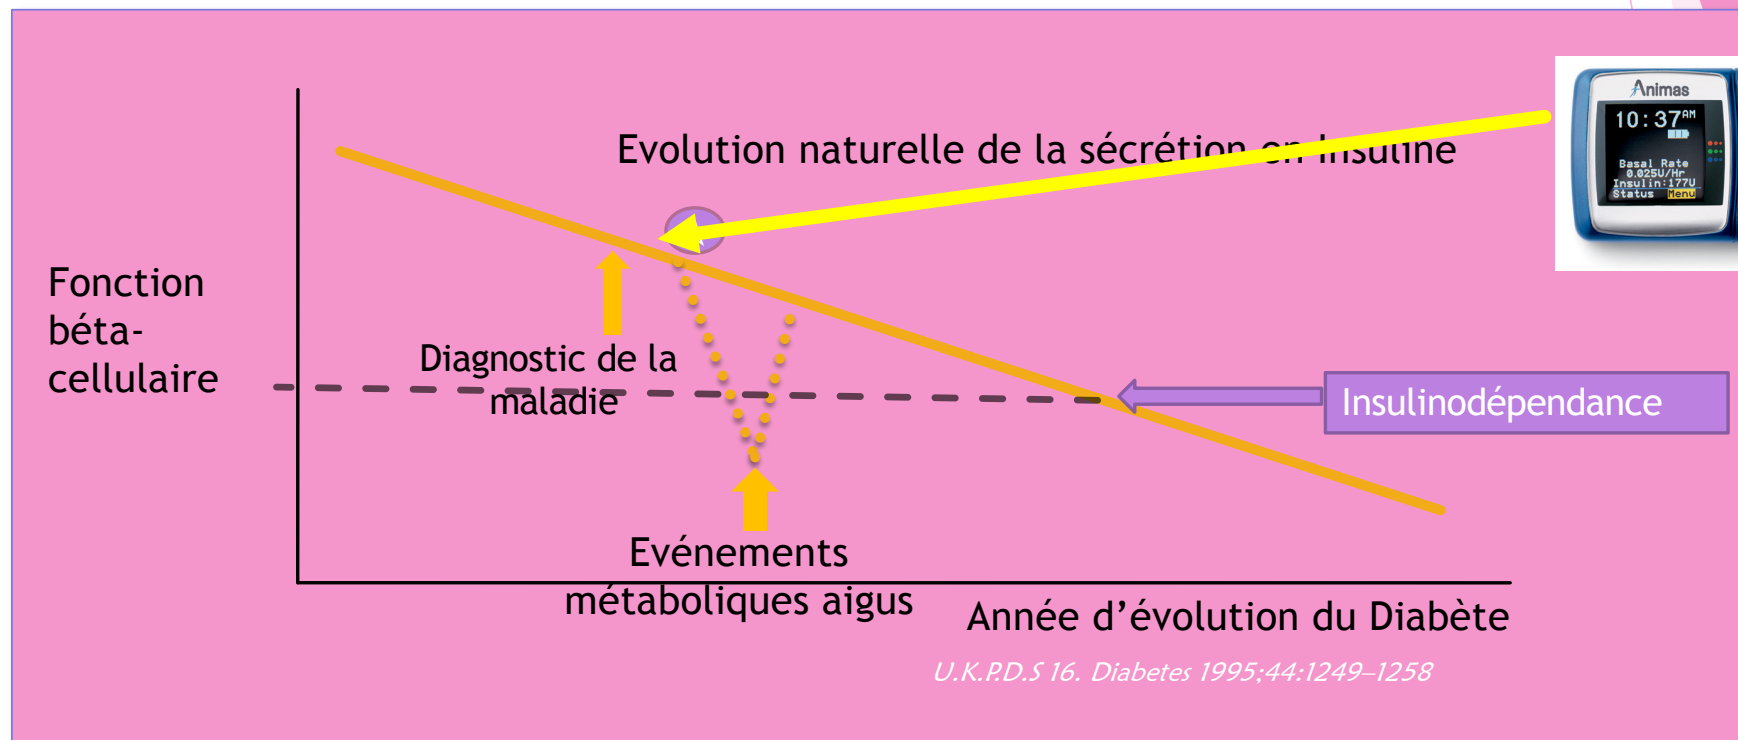 Animas
10:37AM
Basal Rate
0.025U/Hr
Insulin:177U
Status Menu
Evolution naturelle de la sécrétion en Insuline
Fonction
béta-
cellulaire
Diagnostic de la
maladie
Insulinodépendance
Evénements
métaboliques aigus
Année d’évolution du Diabète
U.K.P.D.S 16. Diabetes 1995;44:1249–1258